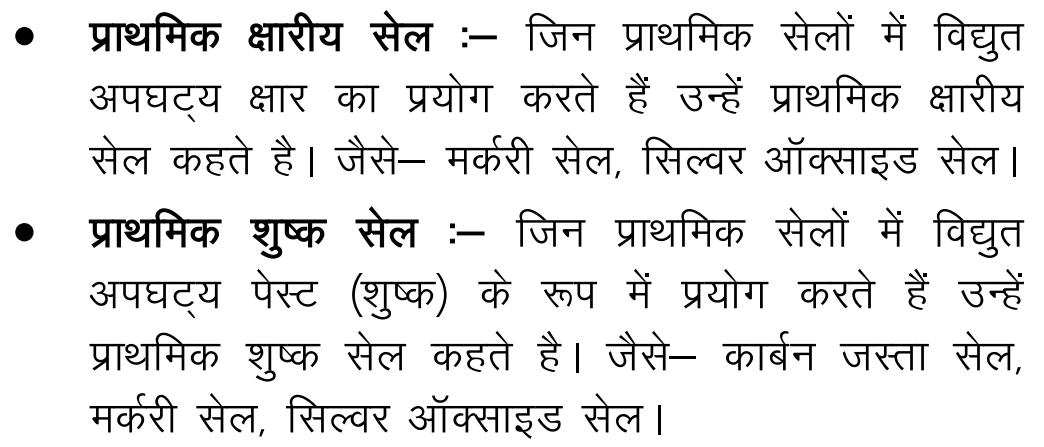 ● प्राथमिक क्षारीय सेल :– जिन प्राथमिक सेलों में विद्युत
अपघट्य क्षार का प्रयोग करते हैं उन्हें प्राथमिक क्षारीय
सेल कहते है। जैसे– मर्करी सेल, सिल्वर ऑक्साइड सेल।
● प्राथमिक शुष्क सेल :– जिन प्राथमिक सेलों में विद्युत
अपघट्य पेस्ट (शुष्क) के रूप में प्रयोग करते हैं उन्हें
प्राथमिक शुष्क सेल कहते है। जैसे– कार्बन जस्ता सेल,
मर्करी सेल, सिल्वर ऑक्साइड सेल।